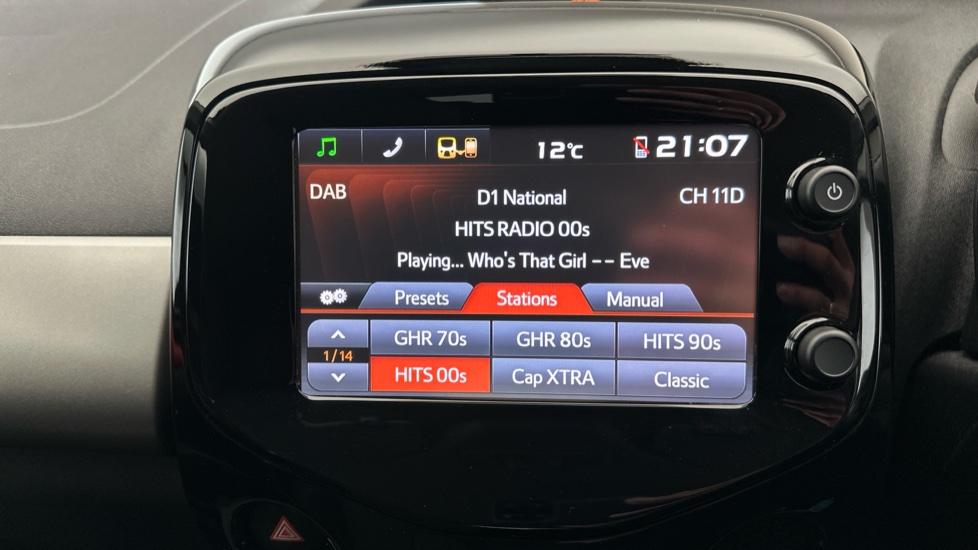 12°C 21:07
DAB D1 National CH 11D
HITS RADIO 00s
Playing... Who's That Girl -- Eve
Presets Stations Manual
GHR 70s GHR 80s HITS 90s
1/14
HITS 00s Cap XTRA Classic